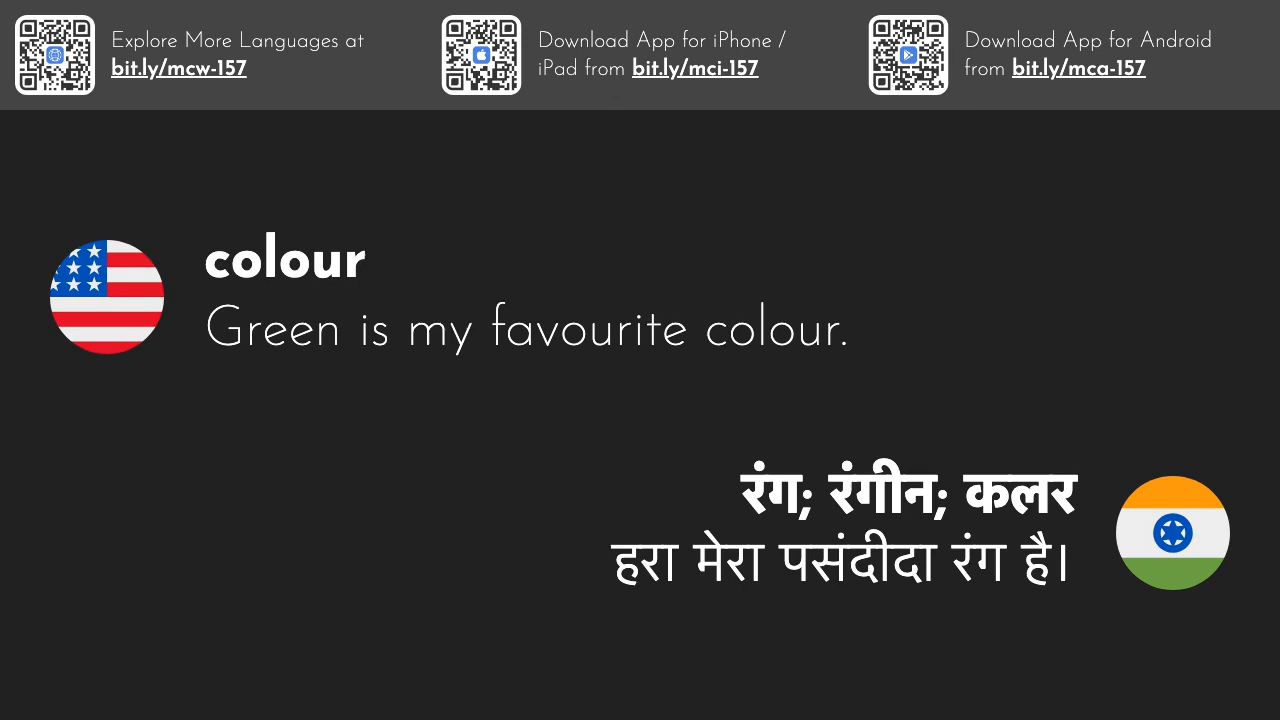 Explore More Languages at
bit.ly/mcw-157
Download App for iPhone /
iPad from bit.ly/mci-157
Download App for Android
from bit.ly/mca-157
colour
Green is my favourite colour.
रंग; रंगीन; कलर
हरा मेरा पसंदीदा रंग है।